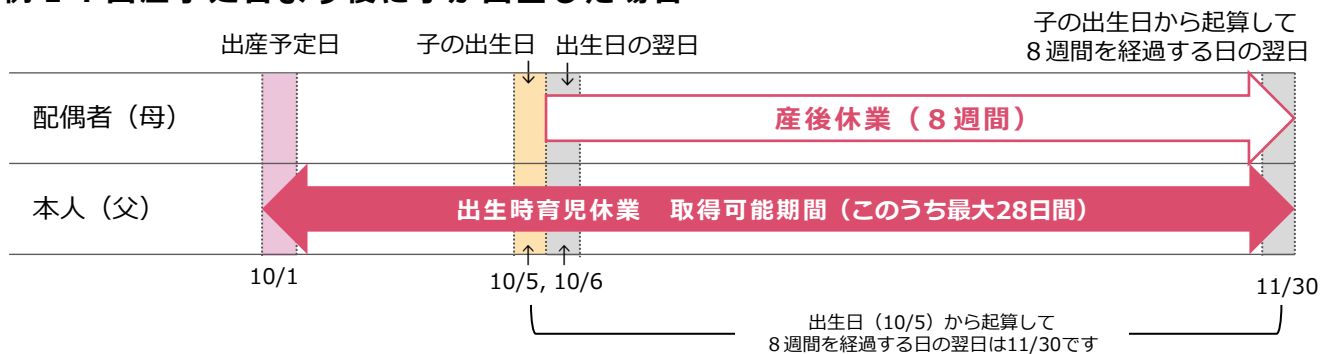 出産予定日
子の出生日
出生日の翌日
子の出生日から起算して
８週間を経過する日の翌日
配偶者（母）
産後休業（８週間）
本人（父）
出生時育児休業　取得可能期間（このうち最大28日間）
10/1
10/5, 10/6
11/30
出生日（10/5）から起算して
８週間を経過する日の翌日は11/30です